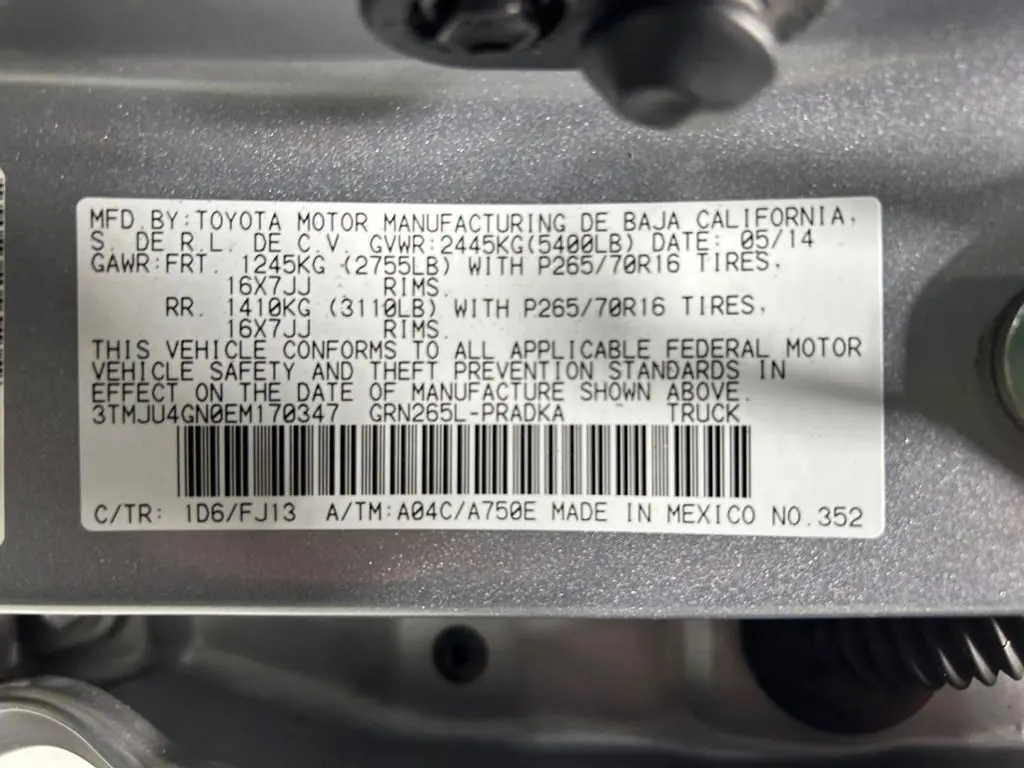 MFD.BY:TOYOTA MOTOR MANUFACTURING DE BAJA CALIFORNIA,
S. DE R.L. DE C.V. GVWR:2445KG(5400LB) DATE: 05/14
GAWR:FRT. 1245KG (2755LB) WITH P265/70R16 TIRES,
16X7JJ RIMS.
RR. 1410KG (3110LB) WITH P265/70R16 TIRES,
16X7JJ RIMS.
THIS VEHICLE CONFORMS TO ALL APPLICABLE FEDERAL MOTOR
VEHICLE SAFETY AND THEFT PREVENTION STANDARDS IN
EFFECT ON THE DATE OF MANUFACTURE SHOWN ABOVE.
3TMJU4GN0EM170347 GRN265L-PRADKA TRUCK
C/TR: 1D6/FJ13 A/TM:A04C/A750E MADE IN MEXICO NO.352